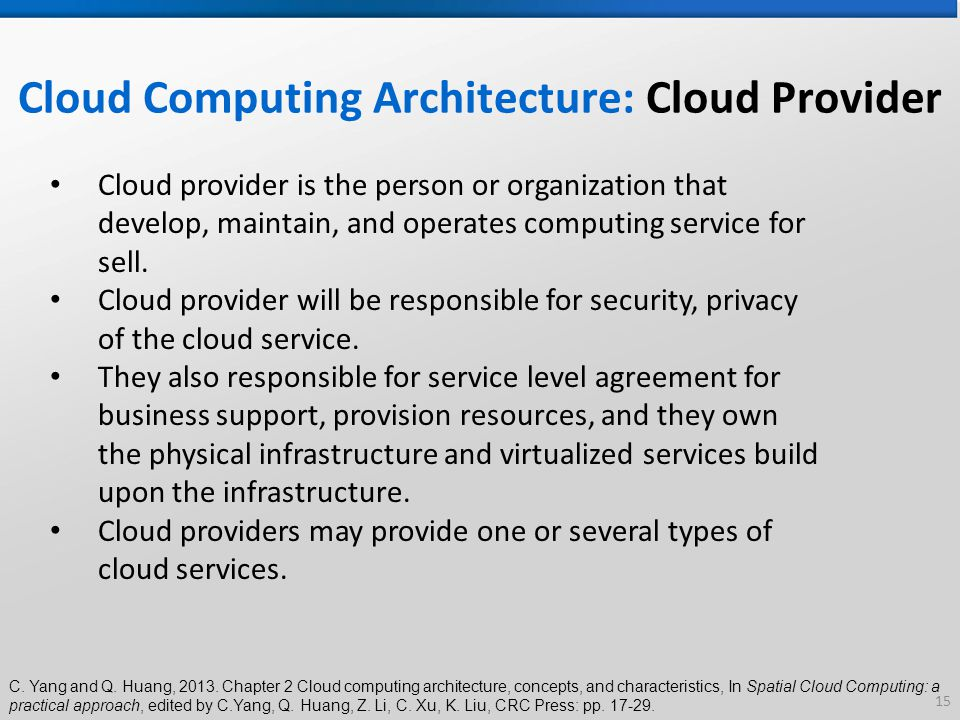 Cloud Computing Architecture: Cloud Provider
• Cloud provider is the person or organization that
develop, maintain, and operates computing service for
sell.
• Cloud provider will be responsible for security, privacy
of the cloud service.
• They also responsible for service level agreement for
business support, provision resources, and they own
the physical infrastructure and virtualized services build
upon the infrastructure.
• Cloud providers may provide one or several types of
cloud services.
C. Yang and Q. Huang, 2013. Chapter 2 Cloud computing architecture, concepts, and characteristics, In Spatial Cloud Computing: a
practical approach, edited by C.Yang, Q. Huang, Z. Li, C. Xu, K. Liu, CRC Press: pp. 17-29.
15